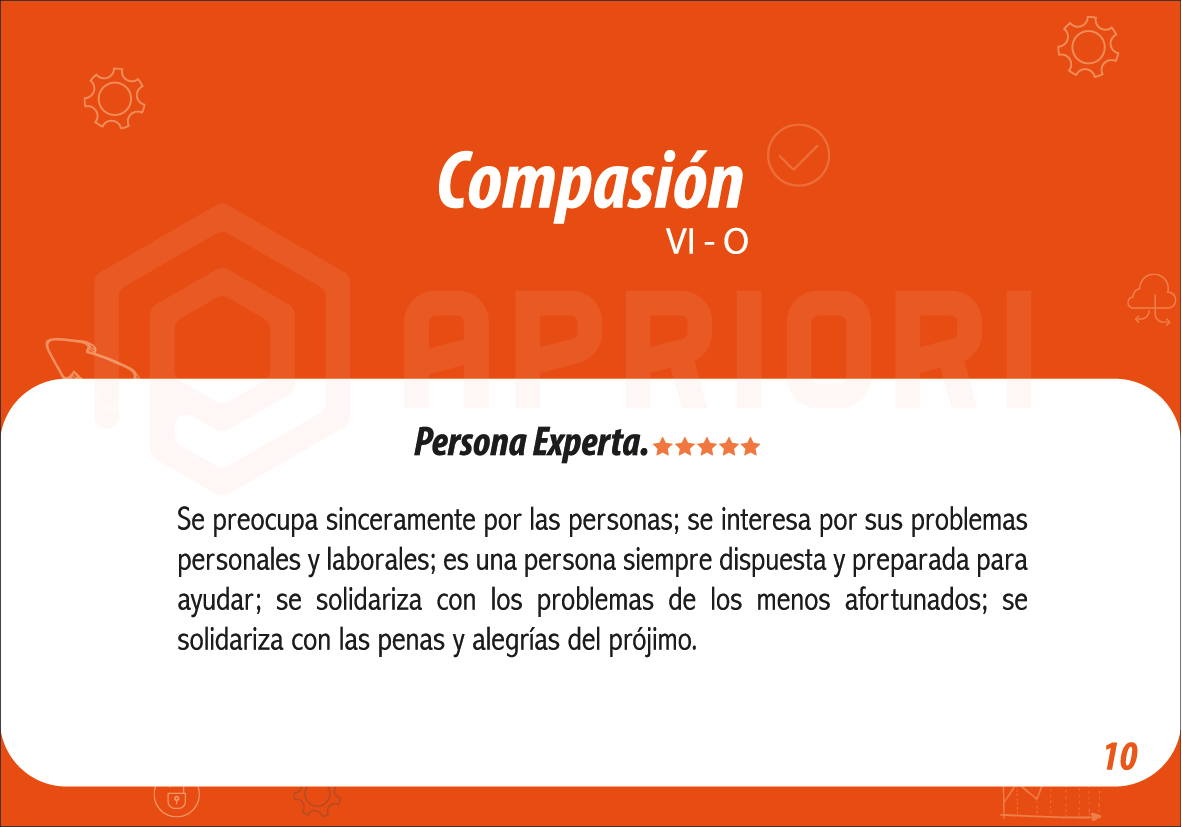 Compasión
VI - O
APRIORI
Persona Experta.
Se preocupa sinceramente por las personas; se interesa por sus problemas
personales y laborales; es una persona siempre dispuesta y preparada para
ayudar; se solidariza con los problemas de los menos afortunados; se
solidariza con las penas y alegrías del prójimo.
10